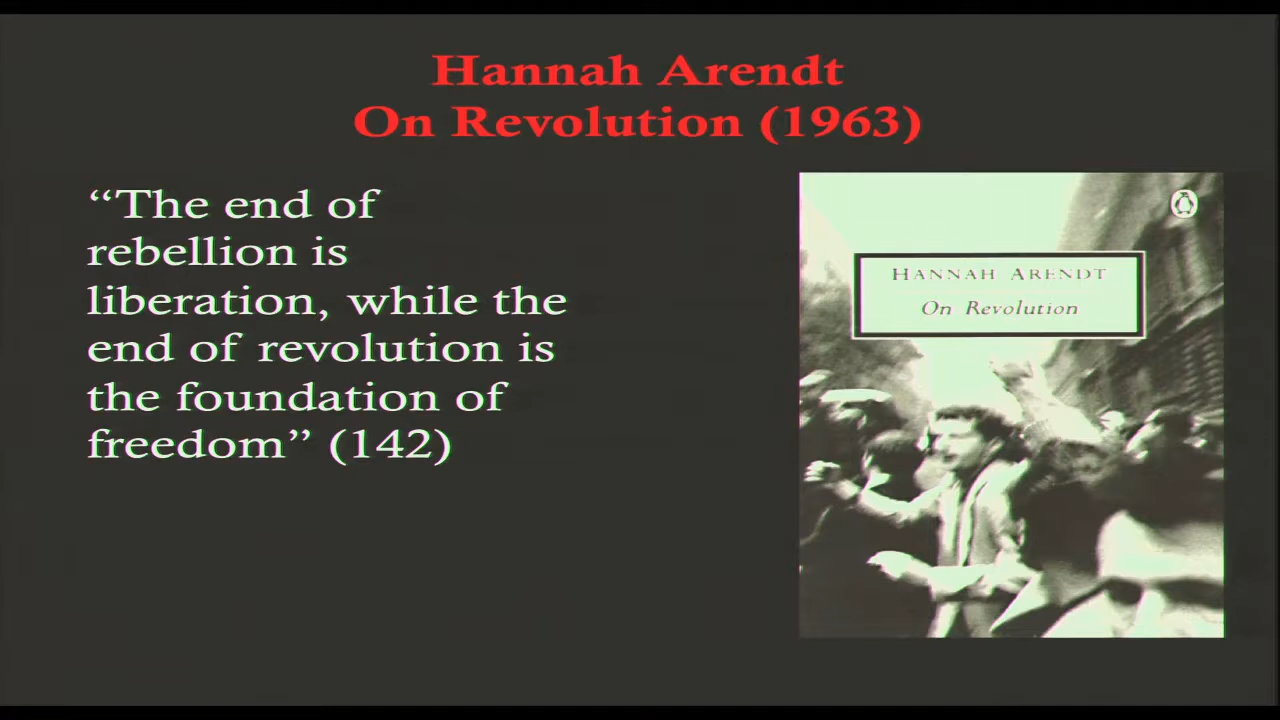 Hannah Arendt
On Revolution (1963)
“The end of
rebellion is
liberation, while the
end of revolution is
the foundation of
freedom” (142)
HANNAH ARENDT
On Revolution